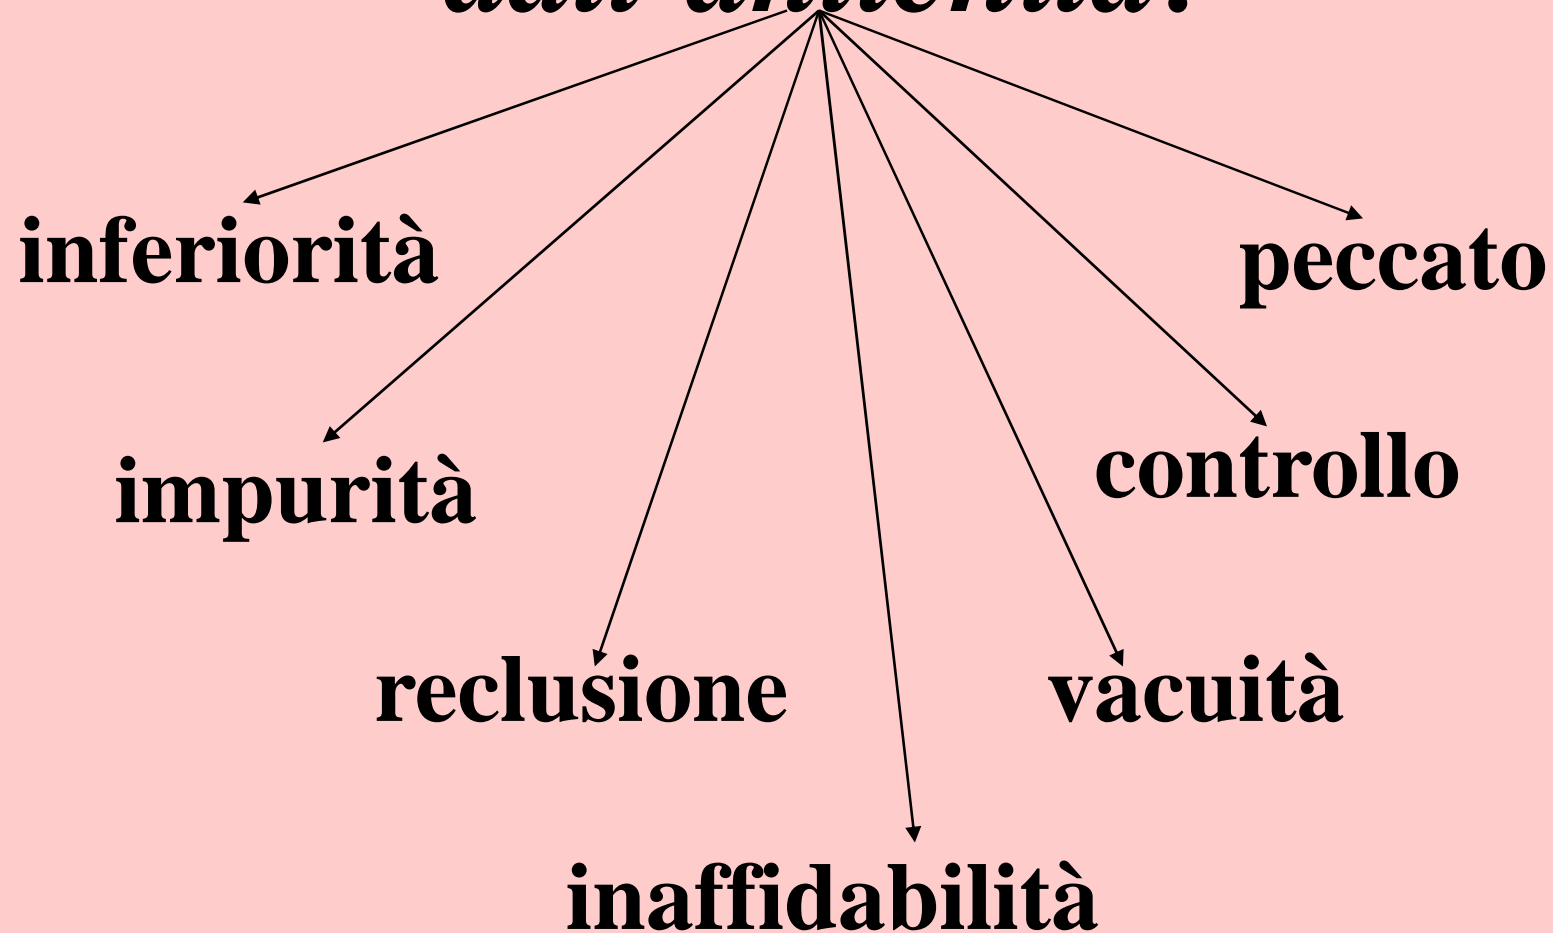 inferiorità
peccato
controllo
impurità
reclusione
vacuità
inaffidabilità